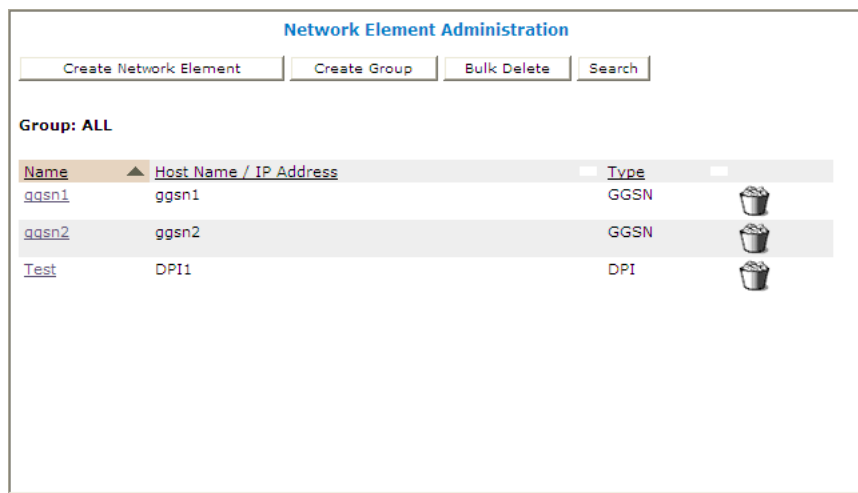 Network Element Administration
Create Network Element Create Group Bulk Delete Search
Group: ALL
Name Host Name / IP Address Type
ggsn1 ggsn1 GGSN
ggsn2 ggsn2 GGSN
Test DPI1 DPI